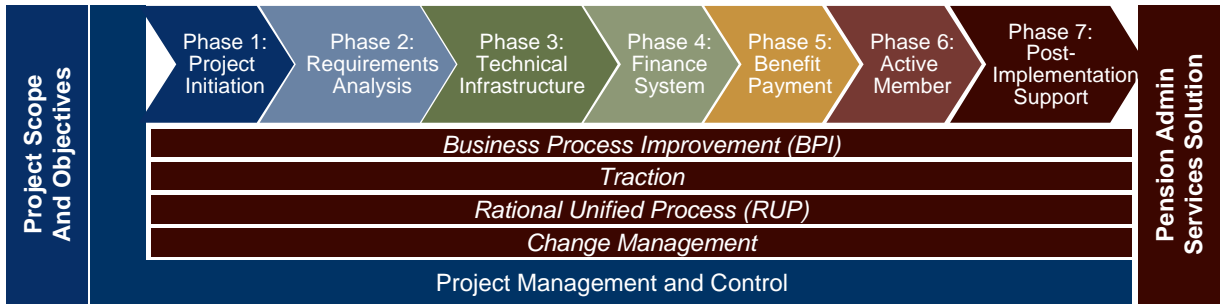 Project Scope
And Objectives
Phase 1:
Project
Initiation
Phase 2:
Requirements
Analysis
Phase 3:
Technical
Infrastructure
Phase 4:
Finance
System
Phase 5:
Benefit
Payment
Phase 6:
Active
Member
Phase 7:
Post-
Implementation
Support
Business Process Improvement (BPI)
Traction
Rational Unified Process (RUP)
Change Management
Project Management and Control
Pension Admin
Services Solution